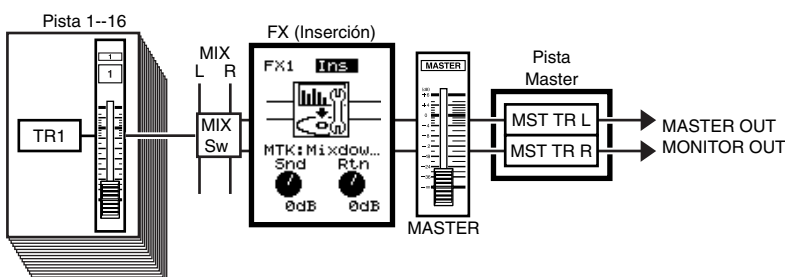 Pista 1--16
1
1
TR1
MIX
L R
MIX
Sw
FX (Inserción)
FX1 Ins
MTK:Mixdow...
Snd Rtn
0dB 0dB
MASTER
MASTER
Pista
Master
MST TR L
MST TR R
MASTER OUT
MONITOR OUT